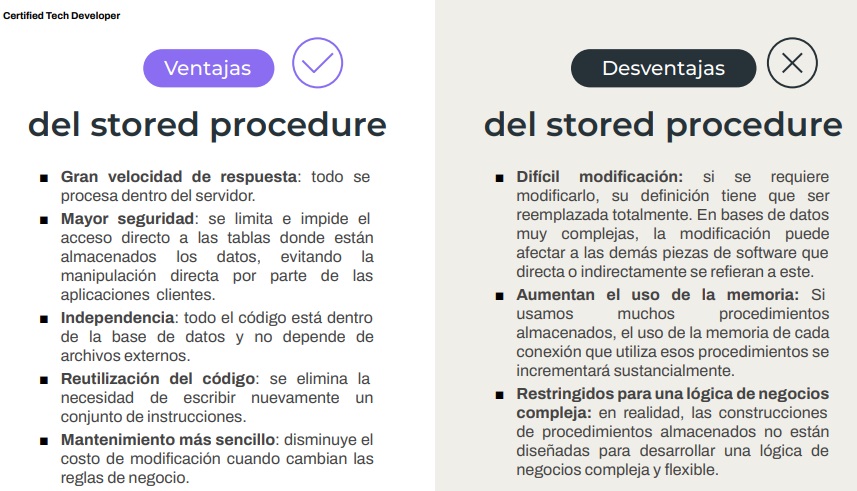 Certified Tech Developer
Ventajas
del stored procedure
▪ Gran velocidad de respuesta: todo se
procesa dentro del servidor.
▪ Mayor seguridad: se limita e impide el
acceso directo a las tablas donde están
almacenados los datos, evitando la
manipulación directa por parte de las
aplicaciones clientes.
▪ Independencia: todo el código está dentro
de la base de datos y no depende de
archivos externos.
▪ Reutilización del código: se elimina la
necesidad de escribir nuevamente un
conjunto de instrucciones.
▪ Mantenimiento más sencillo: disminuye el
costo de modificación cuando cambian las
reglas de negocio.
Desventajas
del stored procedure
▪ Difícil modificación: si se requiere
modificarlo, su definición tiene que ser
reemplazada totalmente. En bases de datos
muy complejas, la modificación puede
afectar a las demás piezas de software que
directa o indirectamente se refieran a este.
▪ Aumentan el uso de la memoria: Si
usamos muchos procedimientos
almacenados, el uso de la memoria de cada
conexión que utiliza esos procedimientos se
incrementará sustancialmente.
▪ Restringidos para una lógica de negocios
compleja: en realidad, las construcciones
de procedimientos almacenados no están
diseñadas para desarrollar una lógica de
negocios compleja y flexible.